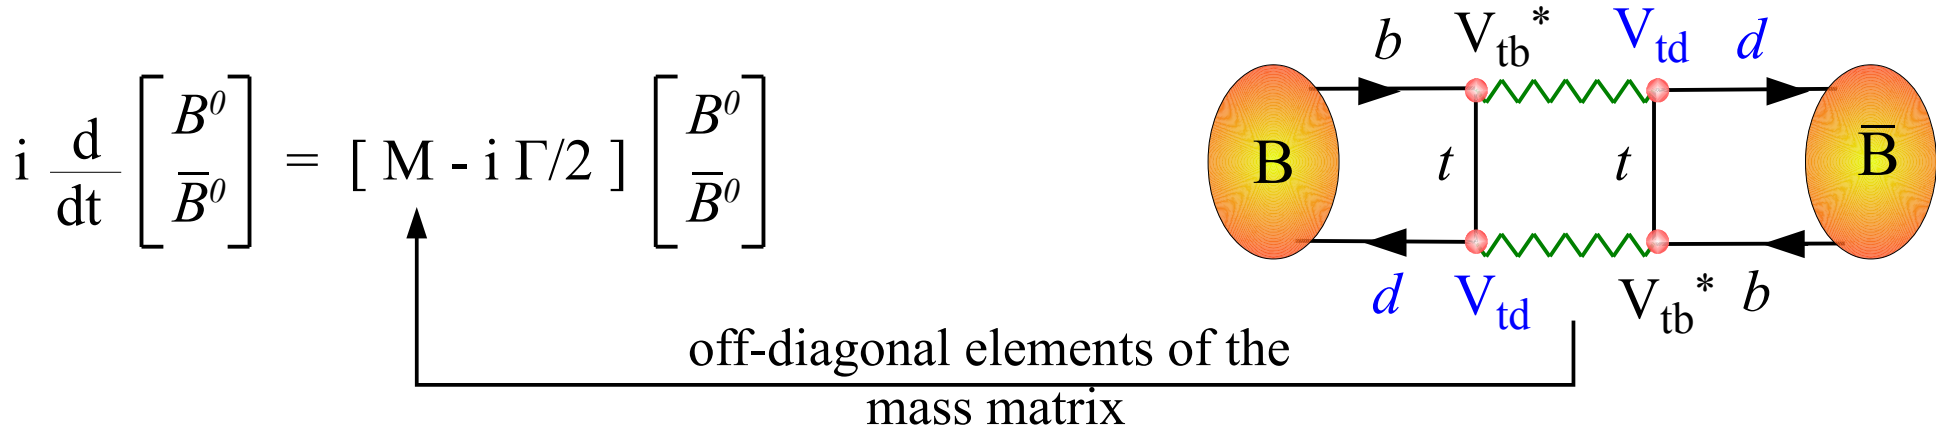 i d/dt [ B⁰ B̅⁰ ] = [ M - i Γ/2 ] [ B⁰ B̅⁰ ]
b V_tb* V_td d
B t t B̅
d V_td V_tb* b
off-diagonal elements of the
mass matrix